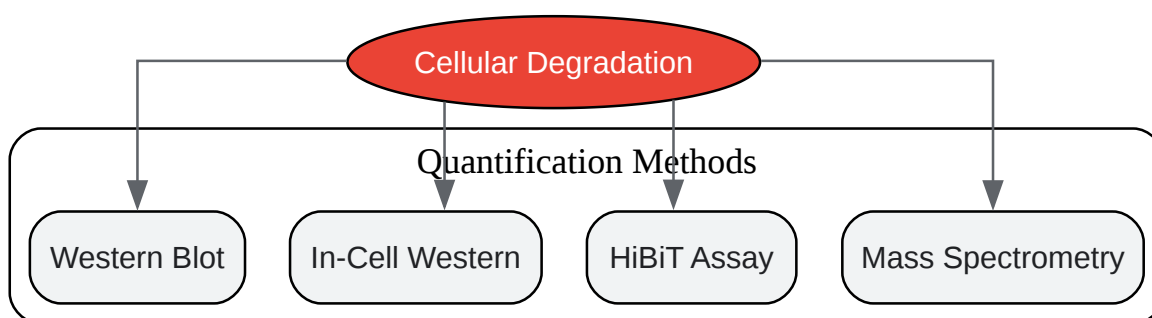 Cellular Degradation
Quantification Methods
Western Blot
In-Cell Western
HiBiT Assay
Mass Spectrometry